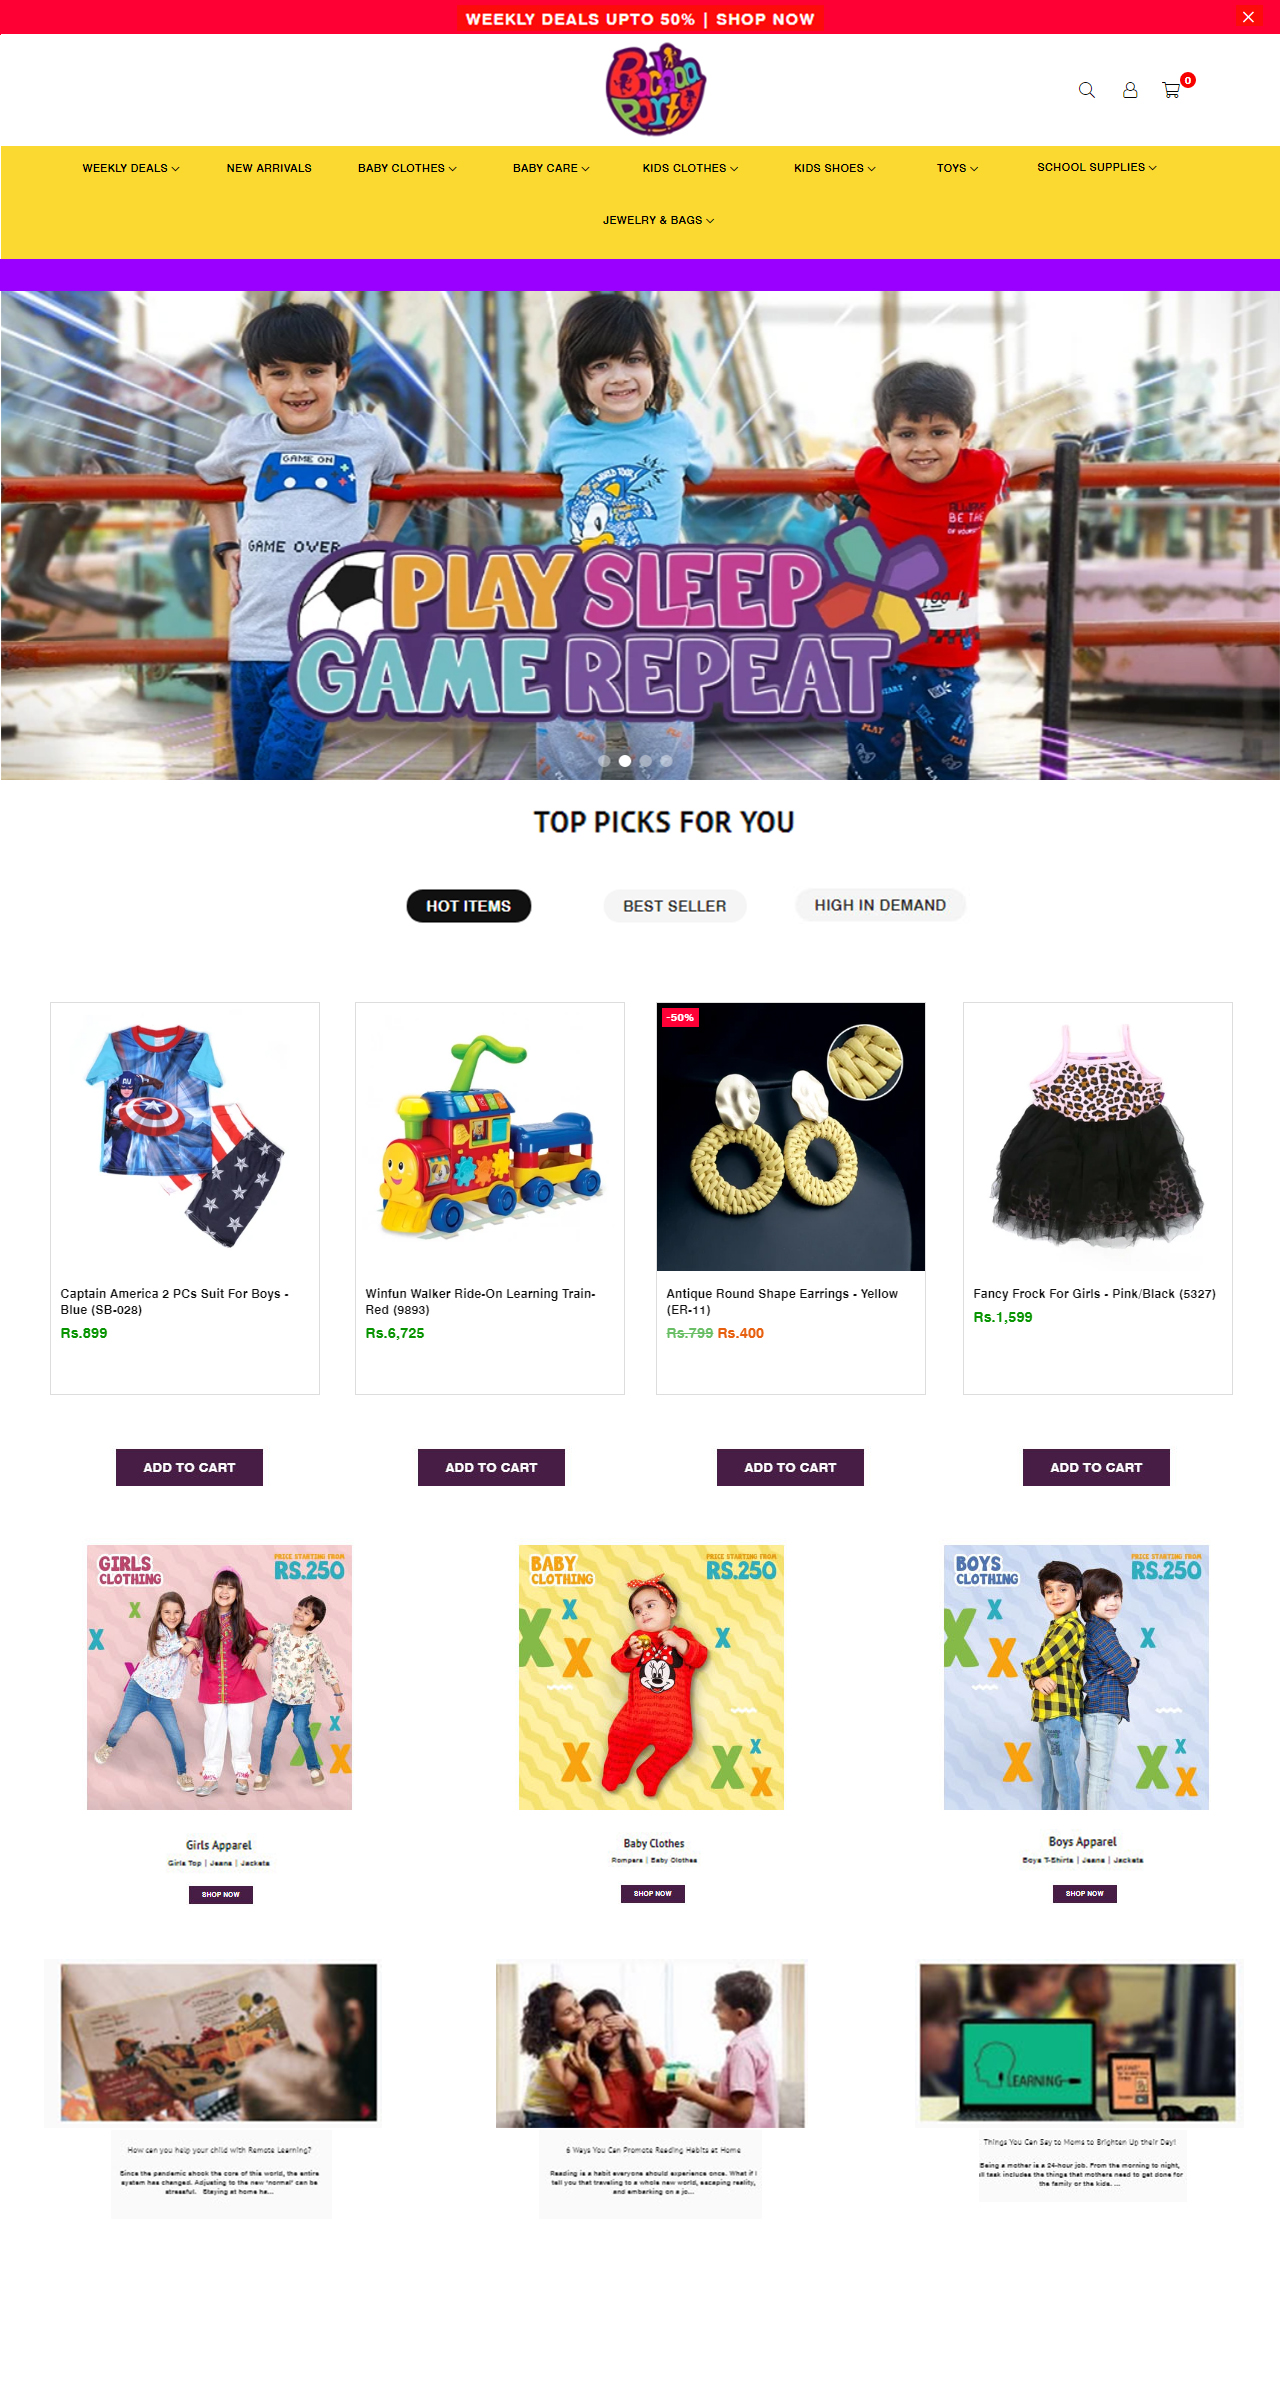 WEEKLY DEALS UPTO 50% | SHOP NOW
Bachaa
Party
0
WEEKLY DEALS
NEW ARRIVALS
BABY CLOTHES
BABY CARE
KIDS CLOTHES
KIDS SHOES
TOYS
SCHOOL SUPPLIES
JEWELRY & BAGS
GAME ON
GAME OVER
WORLD TOUR
ALWAYS
BE THE
OF YOURSELF
100
PLAY SLEEP
GAME REPEAT
TOP PICKS FOR YOU
HOT ITEMS
BEST SELLER
HIGH IN DEMAND
Captain America 2 PCs Suit For Boys -
Blue (SB-028)
Rs.899
Winfun Walker Ride-On Learning Train-
Red (9893)
Rs.6,725
-50%
Antique Round Shape Earrings - Yellow
(ER-11)
Rs.799 Rs.400
Fancy Frock For Girls - Pink/Black (5327)
Rs.1,599
ADD TO CART
ADD TO CART
ADD TO CART
ADD TO CART
GIRLS
CLOTHING
PRICE STARTING FROM
RS.250
BABY
CLOTHING
PRICE STARTING FROM
RS.250
BOYS
CLOTHING
PRICE STARTING FROM
RS.250
Girls Apparel
Girls Top | Jeans | Jackets
SHOP NOW
Baby Clothes
Rompers | Baby Clothes
SHOP NOW
Boys Apparel
Boys T-Shirts | Jeans | Jackets
SHOP NOW
LEARNING
How can you help your child with Remote Learning?
Since the pandemic shook the core of this world, the entire
system has changed. Adjusting to the new 'normal' can be
stressful. Staying at home ha...
6 Ways You Can Promote Reading Habits at Home
Reading is a habit everyone should experience once. What if I
tell you that traveling to a whole new world, escaping reality,
and embarking on a jo...
Things You Can Say to Moms to Brighten Up their Day!
Being a mother is a 24-hour job. From the morning to night,
all task includes the things that mothers need to get done for
the family or the kids. ...